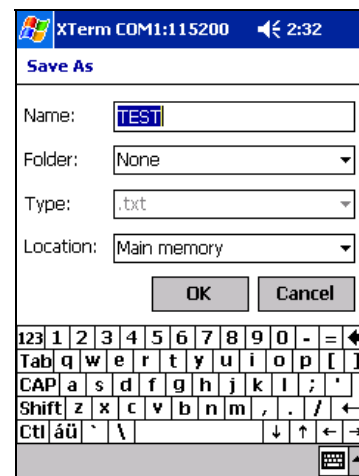 XTerm COM1:115200 2:32
Save As
Name: TEST
Folder: None
Type: .txt
Location: Main memory
OK Cancel
123 1 2 3 4 5 6 7 8 9 0 - =
Tab q w e r t y u i o p [ ]
CAP a s d f g h j k l ; '
Shift z x c v b n m , . /
Ctl áü ` \